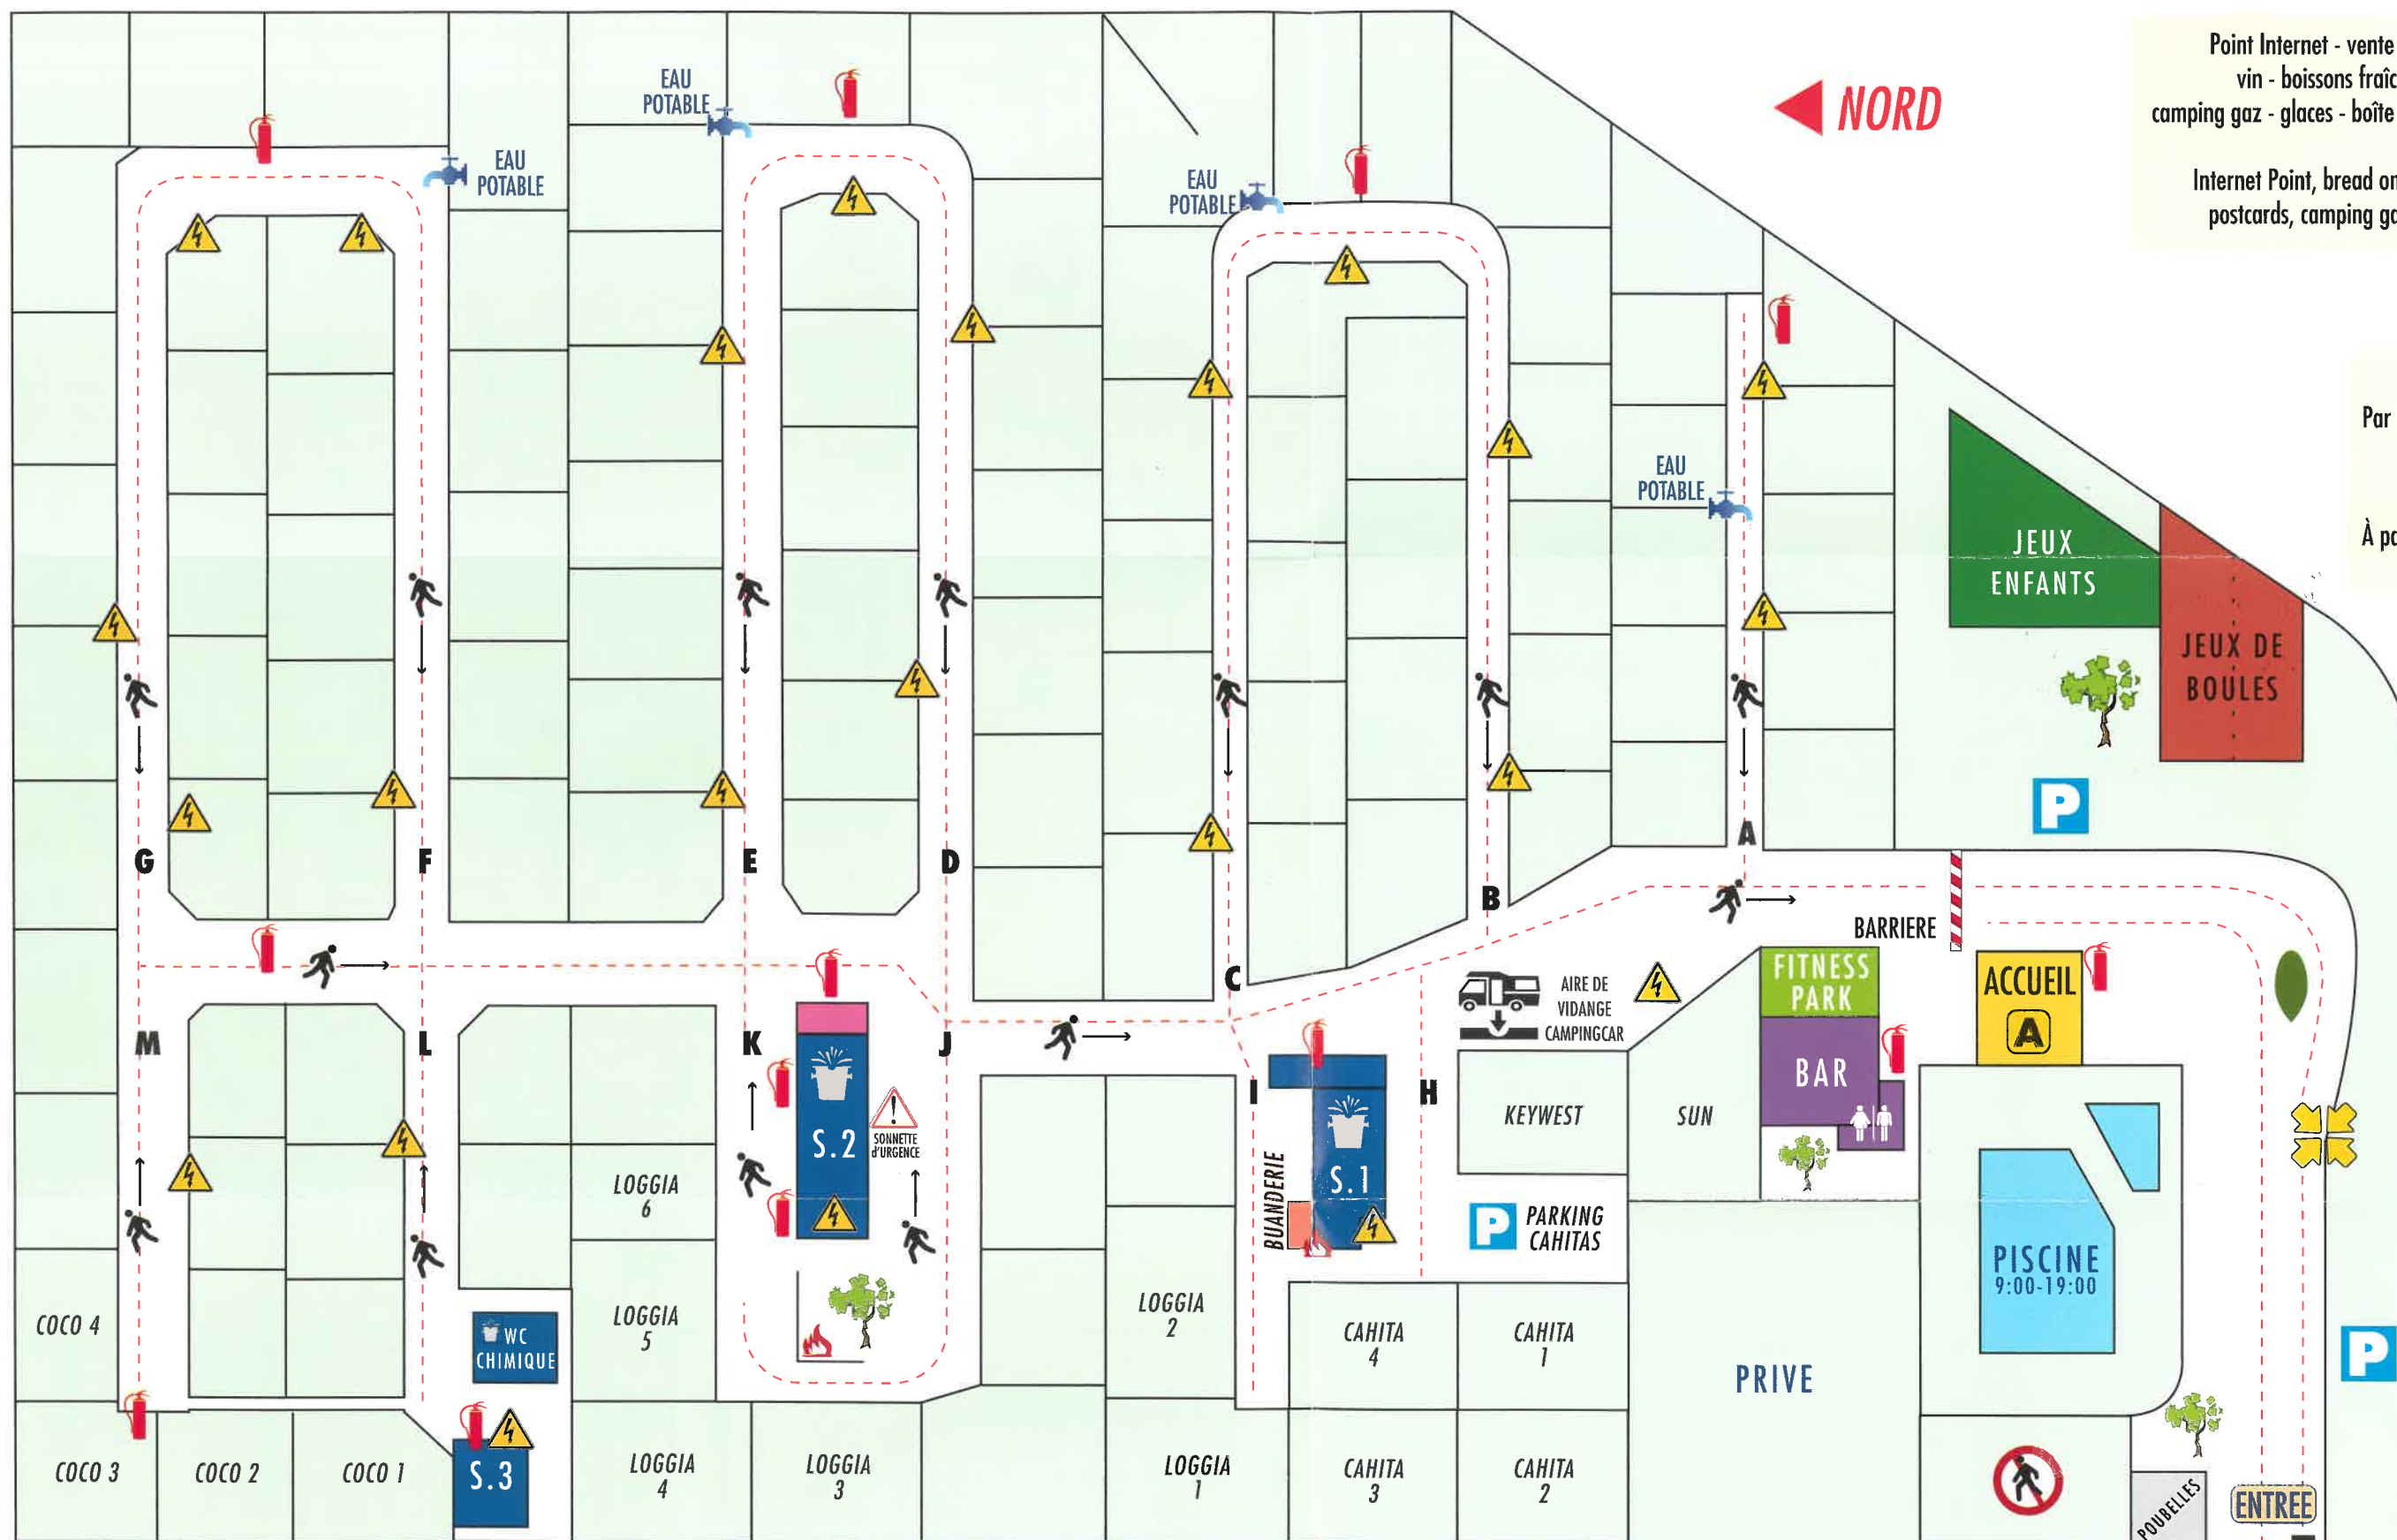 Point Internet - vente
vin - boissons fraîc
camping gaz - glaces - boîte
Internet Point, bread or
postcards, camping ga
NORD
EAU
POTABLE
EAU
POTABLE
EAU
POTABLE
EAU
POTABLE
Par
À pa
JEUX
ENFANTS
JEUX DE
BOULES
P
G
F
E
D
C
B
A
BARRIERE
FITNESS
PARK
BAR
ACCUEIL
A
AIRE DE
VIDANGE
CAMPINGCAR
M
L
K
J
I
H
S.2
!
SONNETTE
d'URGENCE
BUANDERIE
S.1
KEYWEST
SUN
P
PARKING
CAHITAS
PISCINE
9:00-19:00
LOGGIA
6
LOGGIA
5
LOGGIA
2
CAHITA
4
CAHITA
1
PRIVE
P
COCO 4
WC
CHIMIQUE
COCO 3
COCO 2
COCO 1
S.3
LOGGIA
4
LOGGIA
3
LOGGIA
1
CAHITA
3
CAHITA
2
POUBELLES
ENTREE